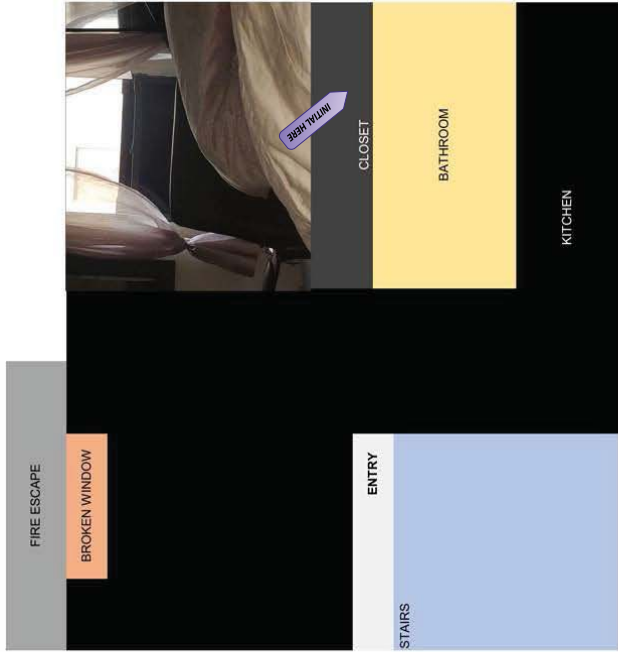 INITIAL HERE
CLOSET
BATHROOM
KITCHEN
FIRE ESCAPE
BROKEN WINDOW
ENTRY
STAIRS